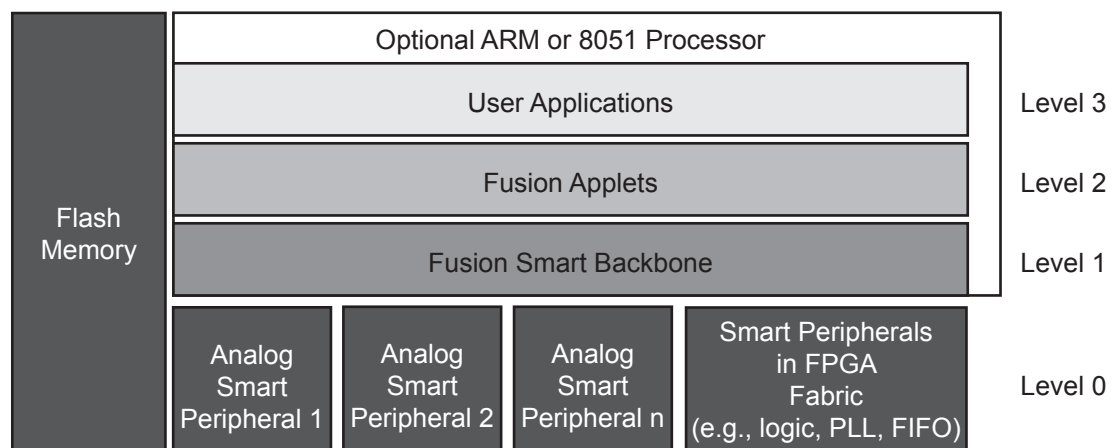 Optional ARM or 8051 Processor
User Applications
Level 3
Fusion Applets
Level 2
Flash
Memory
Fusion Smart Backbone
Level 1
Analog
Smart
Peripheral 1
Analog
Smart
Peripheral 2
Analog
Smart
Peripheral n
Smart Peripherals
in FPGA
Fabric
(e.g., logic, PLL, FIFO)
Level 0